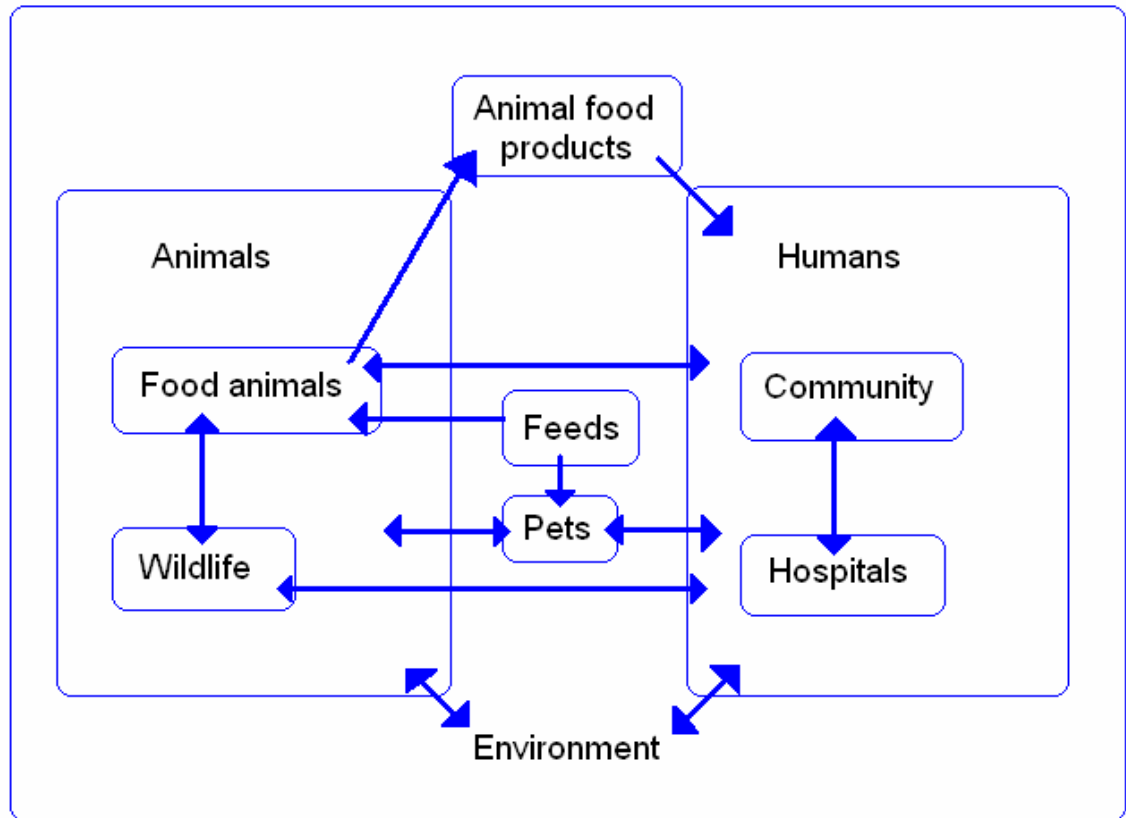 Animal food
products
Animals
Humans
Food animals
Community
Feeds
Pets
Wildlife
Hospitals
Environment